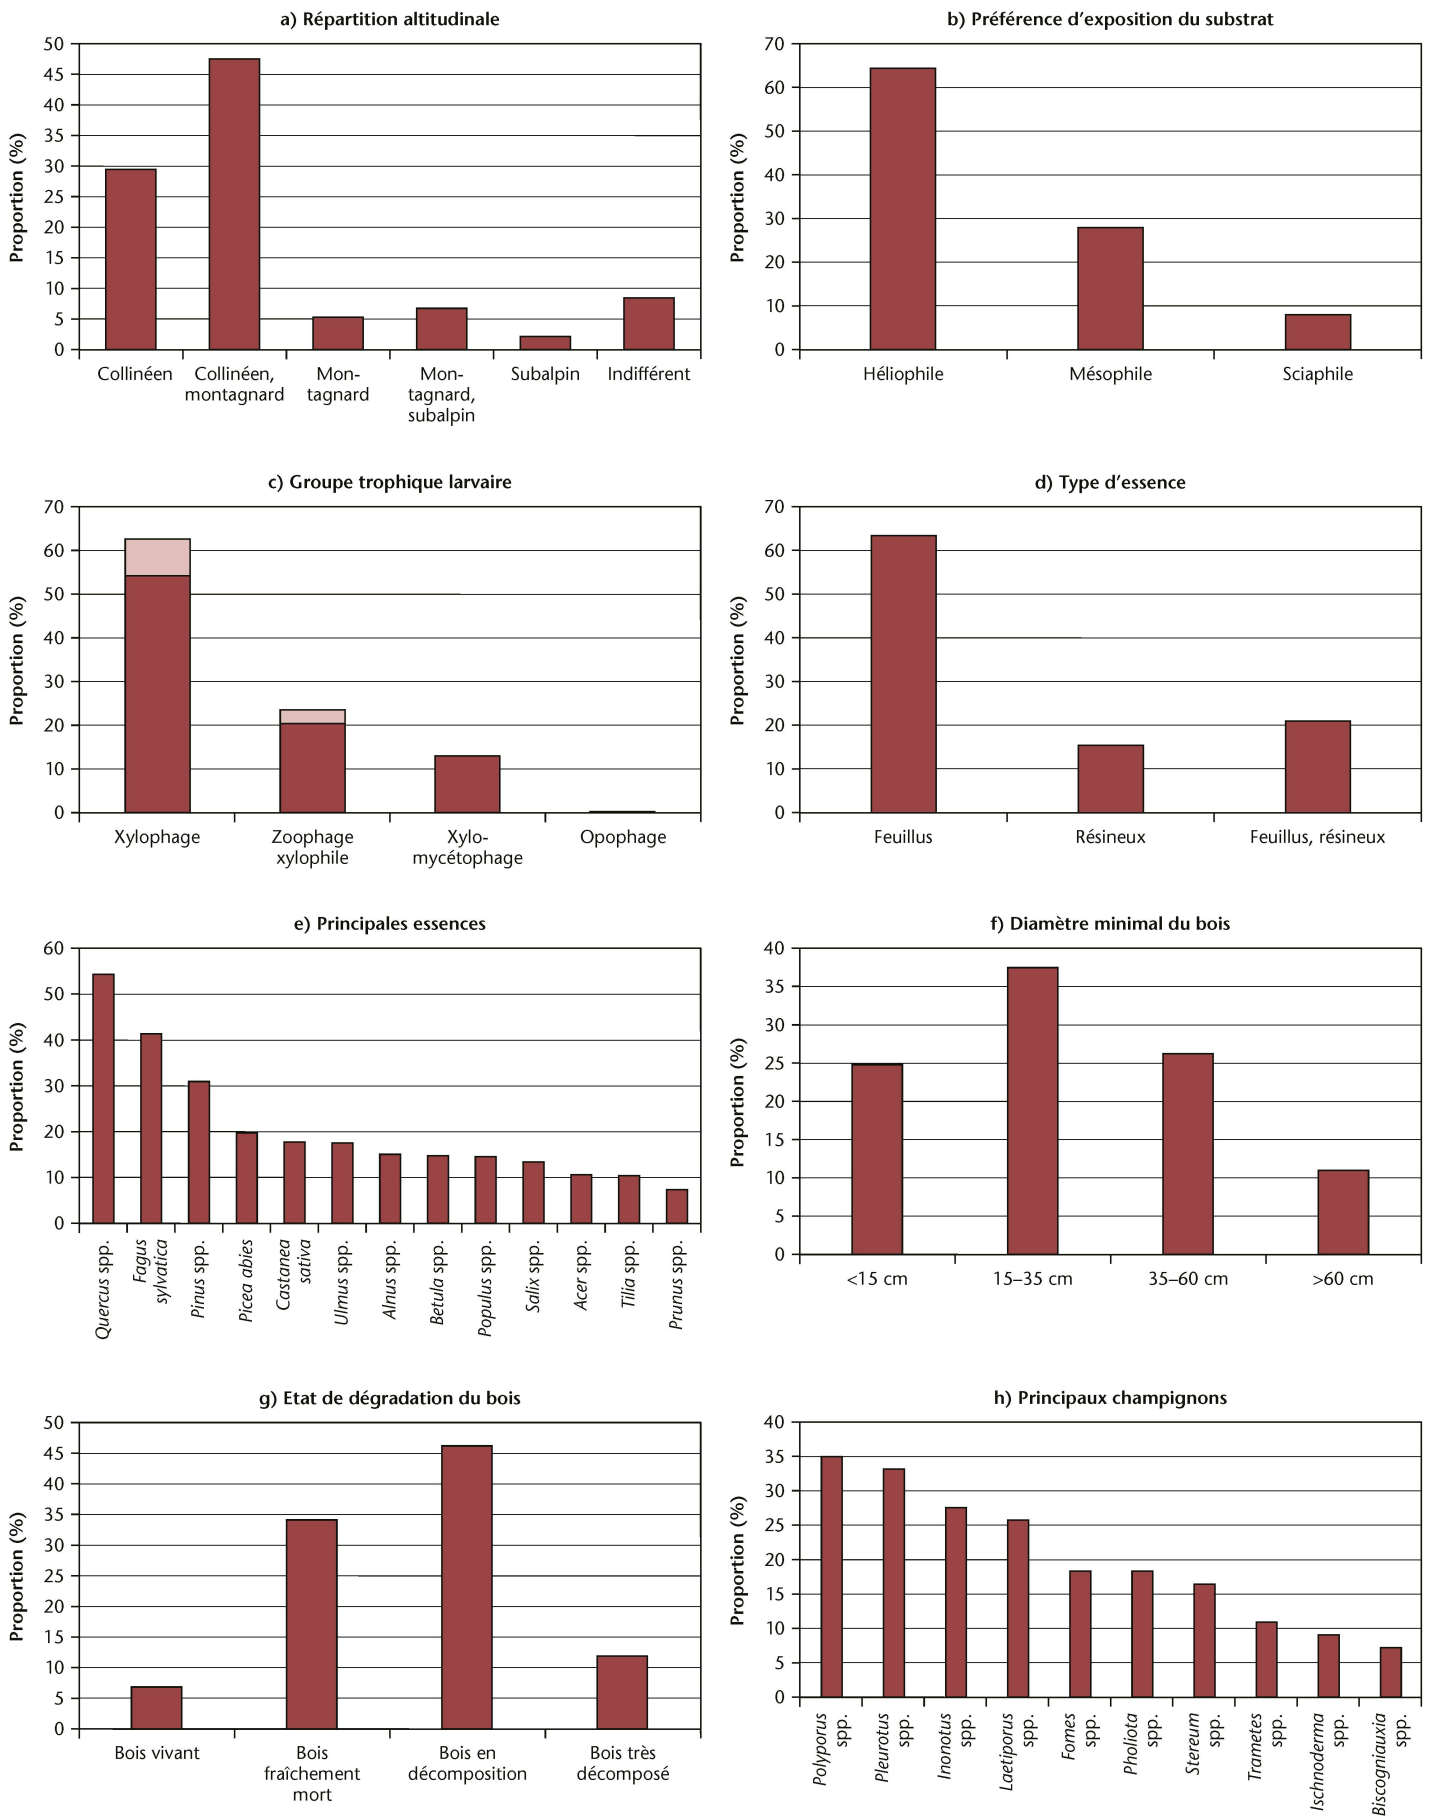 a) Répartition altitudinale
Proportion (%)
50
45
40
35
30
25
20
15
10
5
0
Collinéen
Collinéen,
montagnard
Mon-
tagnard
Mon-
tagnard,
subalpin
Subalpin
Indifférent
b) Préférence d’exposition du substrat
Proportion (%)
70
60
50
40
30
20
10
0
Héliophile
Mésophile
Sciaphile
c) Groupe trophique larvaire
Proportion (%)
70
60
50
40
30
20
10
0
Xylophage
Zoophage
xylophile
Xylo-
mycétophage
Opophage
d) Type d’essence
Proportion (%)
70
60
50
40
30
20
10
0
Feuillus
Résineux
Feuillus, résineux
e) Principales essences
Proportion (%)
60
50
40
30
20
10
0
Quercus spp.
Fagus
sylvatica
Pinus spp.
Picea abies
Castanea
sativa
Ulmus spp.
Alnus spp.
Betula spp.
Populus spp.
Salix spp.
Acer spp.
Tilia spp.
Prunus spp.
f) Diamètre minimal du bois
Proportion (%)
40
35
30
25
20
15
10
5
0
<15 cm
15–35 cm
35–60 cm
>60 cm
g) Etat de dégradation du bois
Proportion (%)
50
45
40
35
30
25
20
15
10
5
0
Bois vivant
Bois
fraîchement
mort
Bois en
décomposition
Bois très
décomposé
h) Principaux champignons
Proportion (%)
40
35
30
25
20
15
10
5
0
Polyporus
spp.
Pleurotus
spp.
Inonotus
spp.
Laetiporus
spp.
Fomes
spp.
Pholiota
spp.
Stereum
spp.
Trametes
spp.
Ischnoderma
spp.
Biscogniauxia
spp.